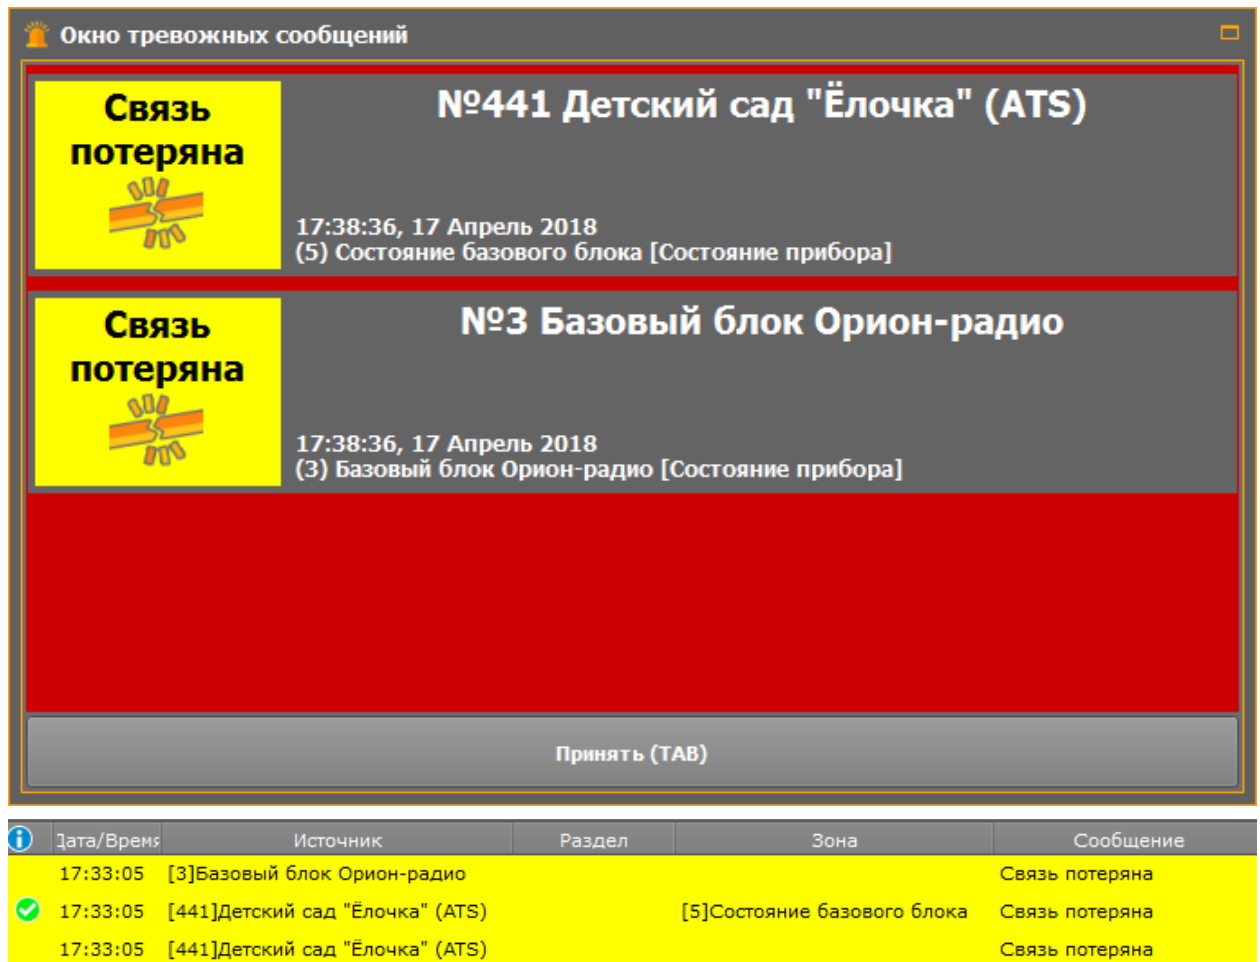 Окно тревожных сообщений
Связь
потеряна
№441 Детский сад "Ёлочка" (ATS)
17:38:36, 17 Апрель 2018
(5) Состояние базового блока [Состояние прибора]
Связь
потеряна
№3 Базовый блок Орион-радио
17:38:36, 17 Апрель 2018
(3) Базовый блок Орион-радио [Состояние прибора]
Принять (TAB)
Дата/Время Источник Раздел Зона Сообщение
17:33:05 [3]Базовый блок Орион-радио Связь потеряна
17:33:05 [441]Детский сад "Ёлочка" (ATS) [5]Состояние базового блока Связь потеряна
17:33:05 [441]Детский сад "Ёлочка" (ATS) Связь потеряна